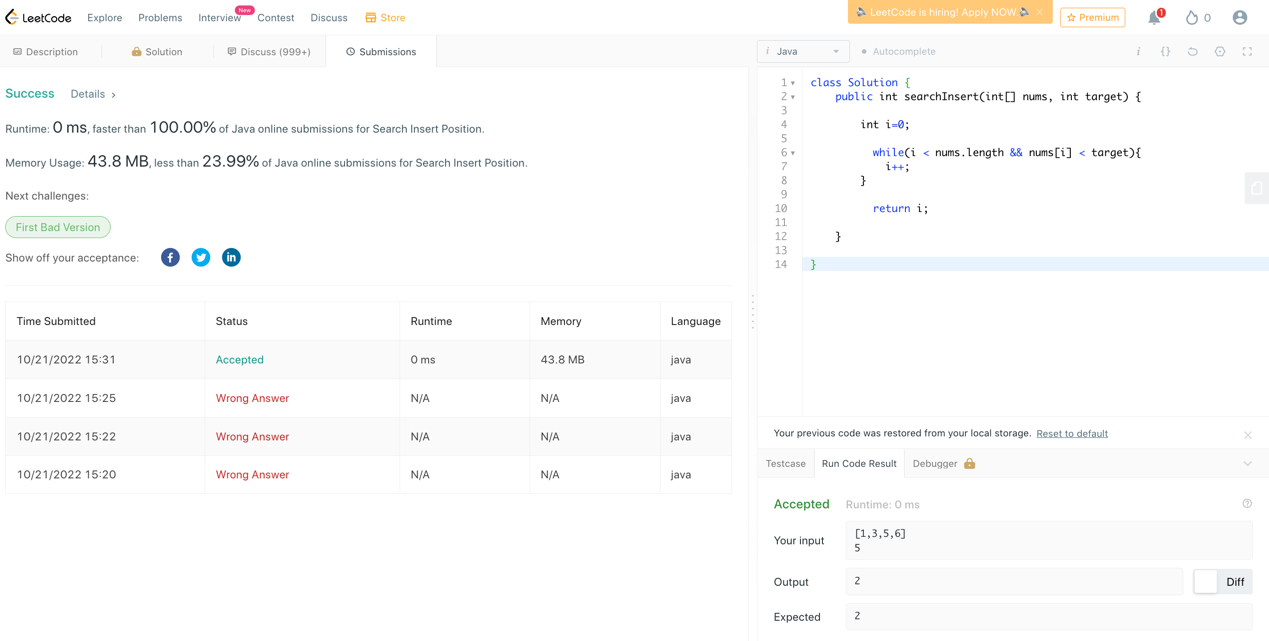 LeetCode Explore Problems Interview New Contest Discuss Store
LeetCode is hiring! Apply NOW
Premium
1
0
Description Solution Discuss (999+) Submissions
Success Details
Runtime: 0 ms, faster than 100.00% of Java online submissions for Search Insert Position.
Memory Usage: 43.8 MB, less than 23.99% of Java online submissions for Search Insert Position.
Next challenges:
First Bad Version
Show off your acceptance:
Time Submitted Status Runtime Memory Language
10/21/2022 15:31 Accepted 0 ms 43.8 MB java
10/21/2022 15:25 Wrong Answer N/A N/A java
10/21/2022 15:22 Wrong Answer N/A N/A java
10/21/2022 15:20 Wrong Answer N/A N/A java
i Java Autocomplete i {}
1 class Solution {
2 public int searchInsert(int[] nums, int target) {
3
4 int i=0;
5
6 while(i < nums.length && nums[i] < target){
7 i++;
8 }
9
10 return i;
11
12 }
13
14 }
Your previous code was restored from your local storage. Reset to default
Testcase Run Code Result Debugger
Accepted Runtime: 0 ms
Your input
[1,3,5,6]
5
Output 2 Diff
Expected 2